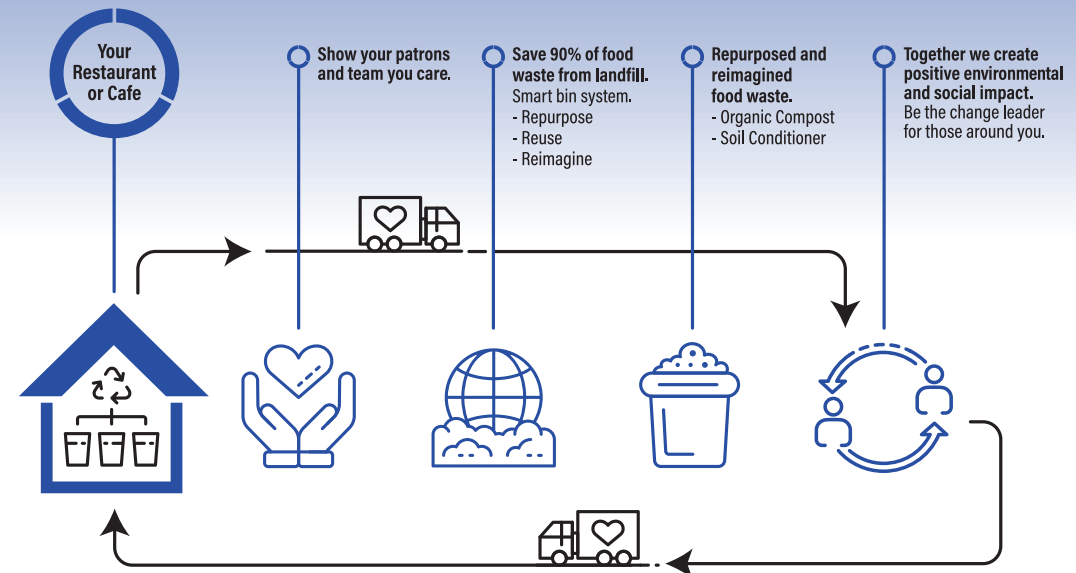 Your
Restaurant
or Cafe
Show your patrons
and team you care.
Save 90% of food
waste from landfill.
Smart bin system.
- Repurpose
- Reuse
- Reimagine
Repurposed and
reimagined
food waste.
- Organic Compost
- Soil Conditioner
Together we create
positive environmental
and social impact.
Be the change leader
for those around you.